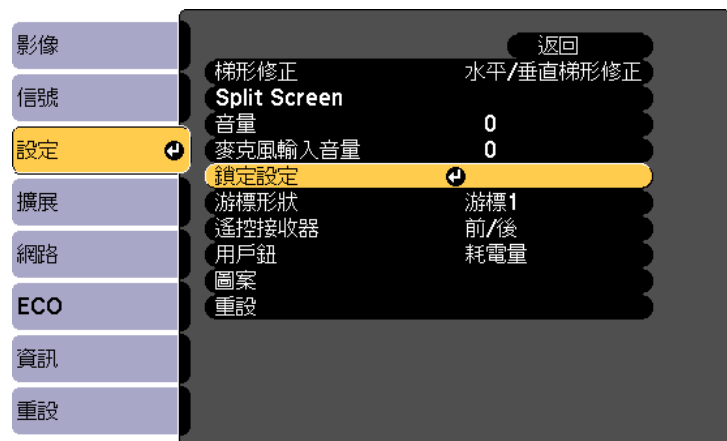 影像
信號
設定
擴展
網路
ECO
資訊
重設
返回
梯形修正 水平/垂直梯形修正
Split Screen
音量 0
麥克風輸入音量 0
鎖定設定
游標形狀 游標1
遙控接收器 前/後
用戶鈕 耗電量
圖案
重設